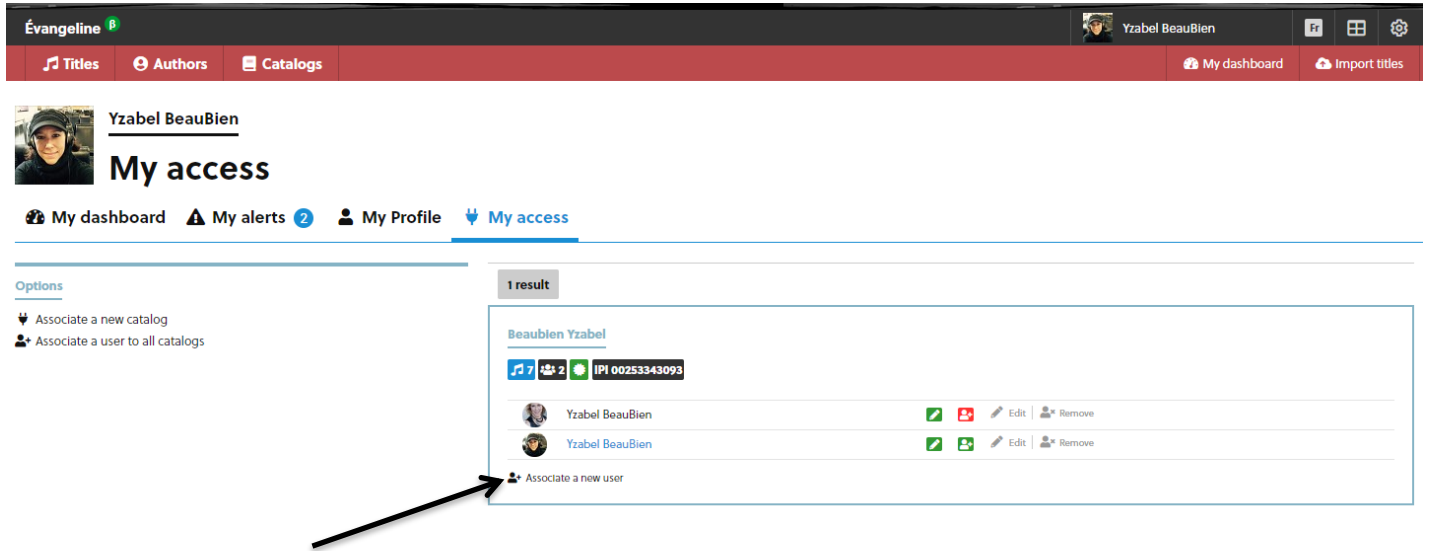 Évangeline β
Yzabel BeauBien
Fr
Titles
Authors
Catalogs
My dashboard
Import titles
Yzabel BeauBien
My access
My dashboard
My alerts 2
My Profile
My access
Options
Associate a new catalog
Associate a user to all catalogs
1 result
Beaubien Yzabel
7 2 IPI 00253343093
Yzabel BeauBien Edit | Remove
Yzabel BeauBien Edit | Remove
Associate a new user